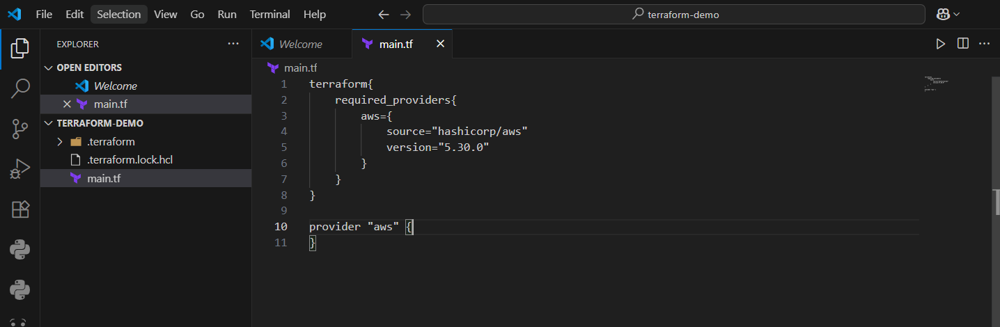 File Edit Selection View Go Run Terminal Help
terraform-demo
EXPLORER
OPEN EDITORS
Welcome
main.tf
TERRAFORM-DEMO
.terraform
.terraform.lock.hcl
main.tf
Welcome
main.tf
main.tf
1 terraform{
2     required_providers{
3         aws={
4             source="hashicorp/aws"
5             version="5.30.0"
6         }
7     }
8 }
9
10 provider "aws" {
11 }